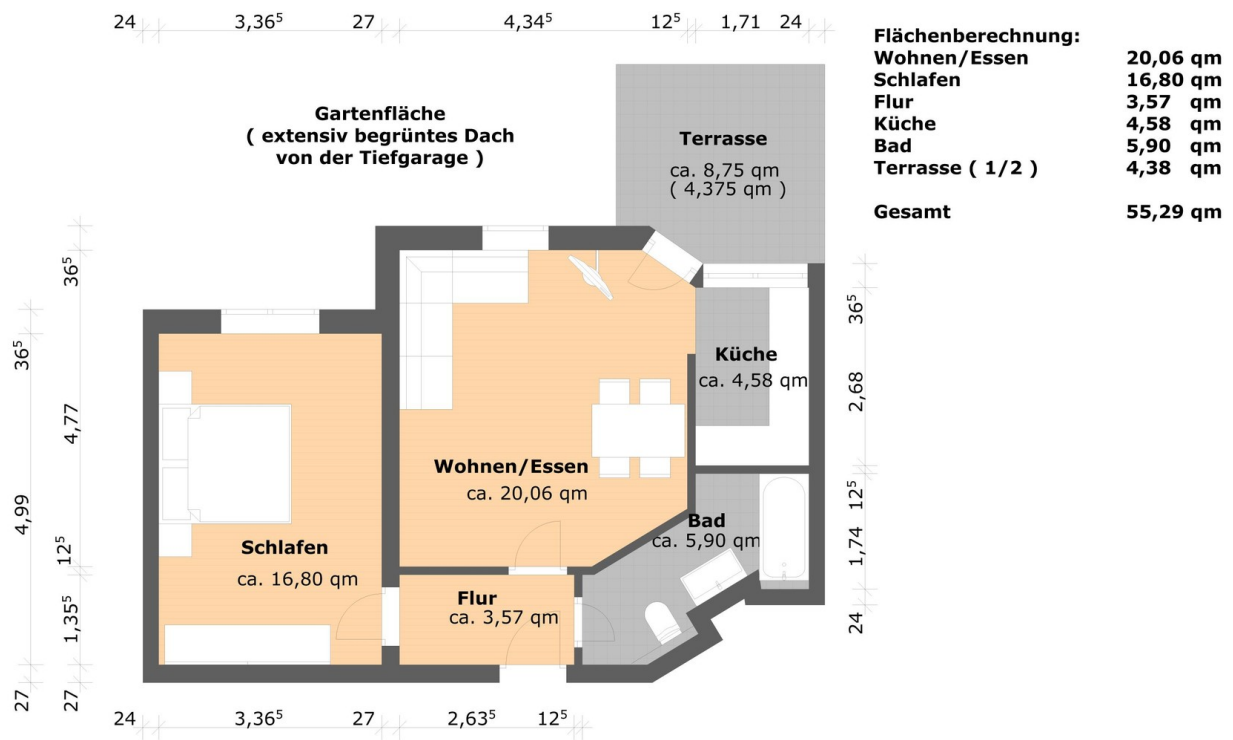 24 3,36⁵ 27 4,34⁵ 12⁵ 1,71 24
Flächenberechnung:
Wohnen/Essen 20,06 qm
Schlafen 16,80 qm
Flur 3,57 qm
Küche 4,58 qm
Bad 5,90 qm
Terrasse ( 1/2 ) 4,38 qm
Gesamt 55,29 qm
Gartenfläche
( extensiv begrüntes Dach
von der Tiefgarage )
Terrasse
ca. 8,75 qm
( 4,375 qm )
36⁵
36⁵
4,77
4,99
12⁵
1,35⁵
27
27
Küche
ca. 4,58 qm
Wohnen/Essen
ca. 20,06 qm
Bad
ca. 5,90 qm
Schlafen
ca. 16,80 qm
Flur
ca. 3,57 qm
36⁵
2,68
12⁵
1,74
24
24 3,36⁵ 27 2,63⁵ 12⁵